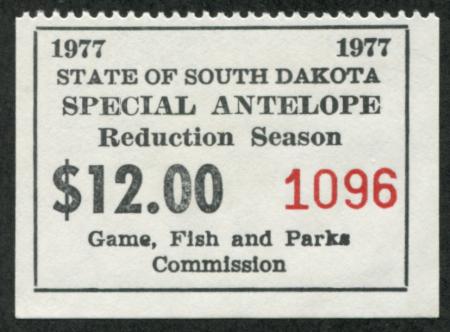 1977 1977
STATE OF SOUTH DAKOTA
SPECIAL ANTELOPE
Reduction Season
$12.00 1096
Game, Fish and Parks
Commission